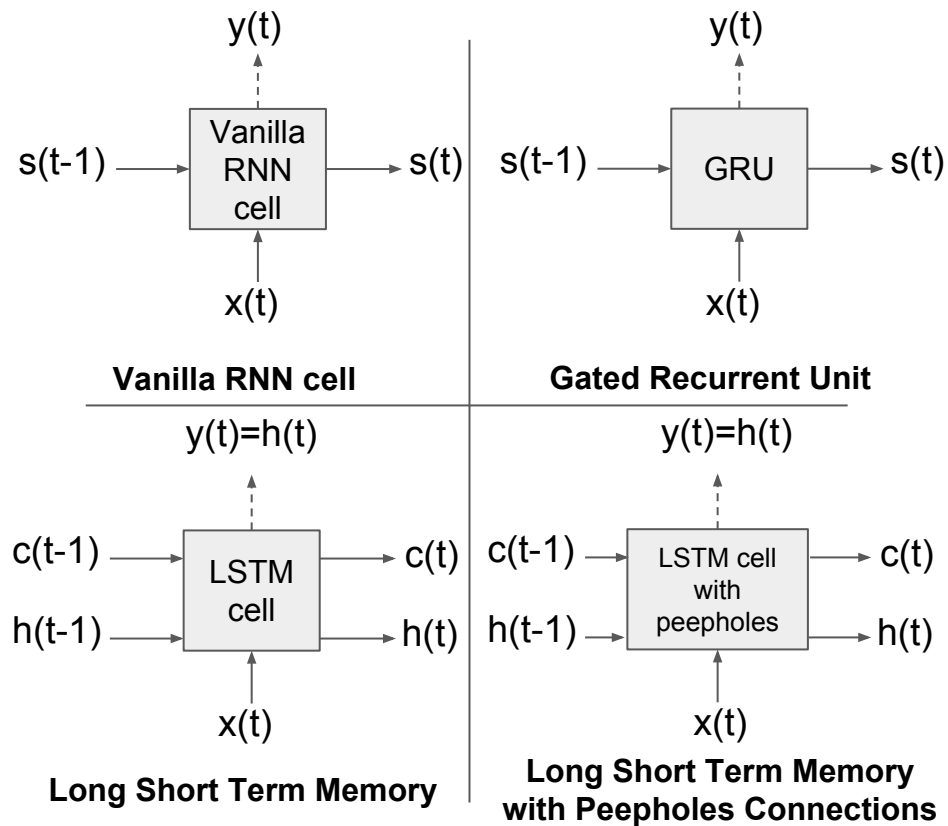 y(t)
Vanilla
RNN
cell
s(t-1)
s(t)
x(t)
Vanilla RNN cell
y(t)
GRU
s(t-1)
s(t)
x(t)
Gated Recurrent Unit
y(t)=h(t)
c(t-1)
c(t)
LSTM
cell
h(t-1)
h(t)
x(t)
Long Short Term Memory
y(t)=h(t)
c(t-1)
c(t)
LSTM cell
with
peepholes
h(t-1)
h(t)
x(t)
Long Short Term Memory
with Peepholes Connections